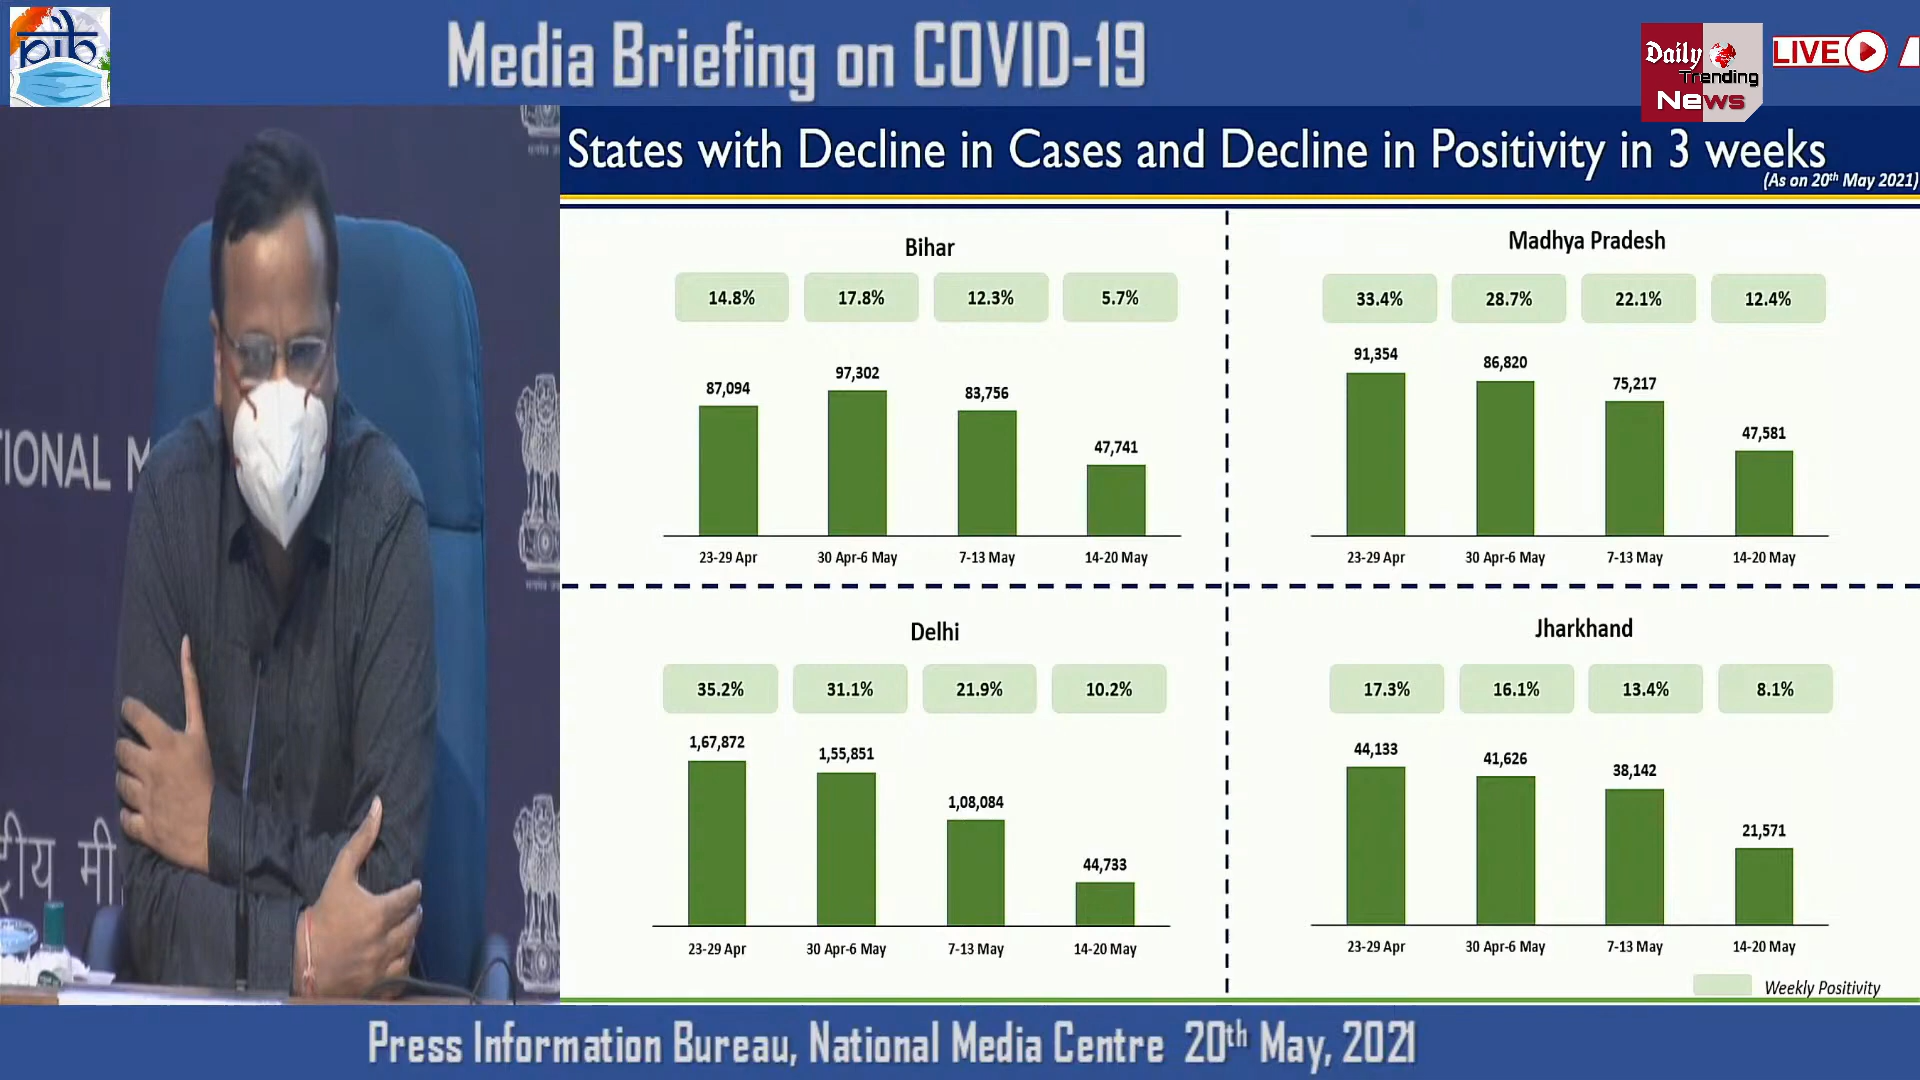 pib
Media Briefing on COVID-19
Daily
Trending
News
LIVE
States with Decline in Cases and Decline in Positivity in 3 weeks
(As on 20th May 2021)
TIONAL M
ट्रीय मी
Bihar
14.8% 17.8% 12.3% 5.7%
87,094 97,302 83,756 47,741
23-29 Apr 30 Apr-6 May 7-13 May 14-20 May
Madhya Pradesh
33.4% 28.7% 22.1% 12.4%
91,354 86,820 75,217 47,581
23-29 Apr 30 Apr-6 May 7-13 May 14-20 May
Delhi
35.2% 31.1% 21.9% 10.2%
1,67,872 1,55,851 1,08,084 44,733
23-29 Apr 30 Apr-6 May 7-13 May 14-20 May
Jharkhand
17.3% 16.1% 13.4% 8.1%
44,133 41,626 38,142 21,571
23-29 Apr 30 Apr-6 May 7-13 May 14-20 May
Weekly Positivity
Press Information Bureau, National Media Centre 20th May, 2021